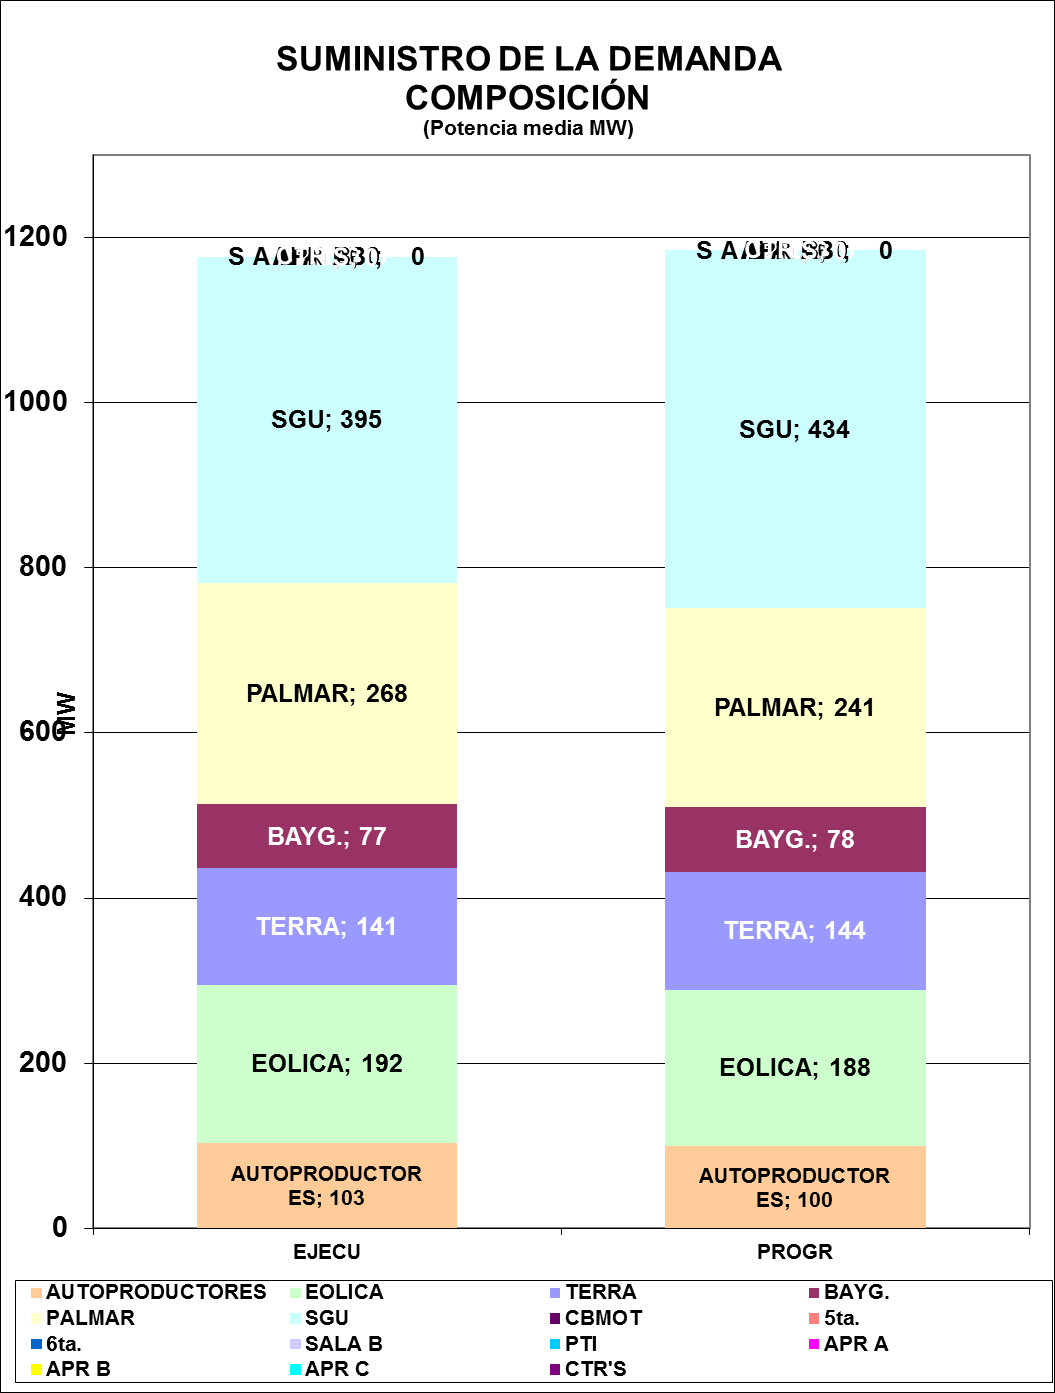 SUMINISTRO DE LA DEMANDA
COMPOSICIÓN
(Potencia media MW)
1200
1000
800
600
400
200
0
MW
0
SGU; 395
PALMAR; 268
BAYG.; 77
TERRA; 141
EOLICA; 192
AUTOPRODUCTOR
ES; 103
0
SGU; 434
PALMAR; 241
BAYG.; 78
TERRA; 144
EOLICA; 188
AUTOPRODUCTOR
ES; 100
EJECU PROGR
AUTOPRODUCTORES EOLICA TERRA BAYG.
PALMAR SGU CBMOT 5ta.
6ta. SALA B PTI APR A
APR B APR C CTR'S